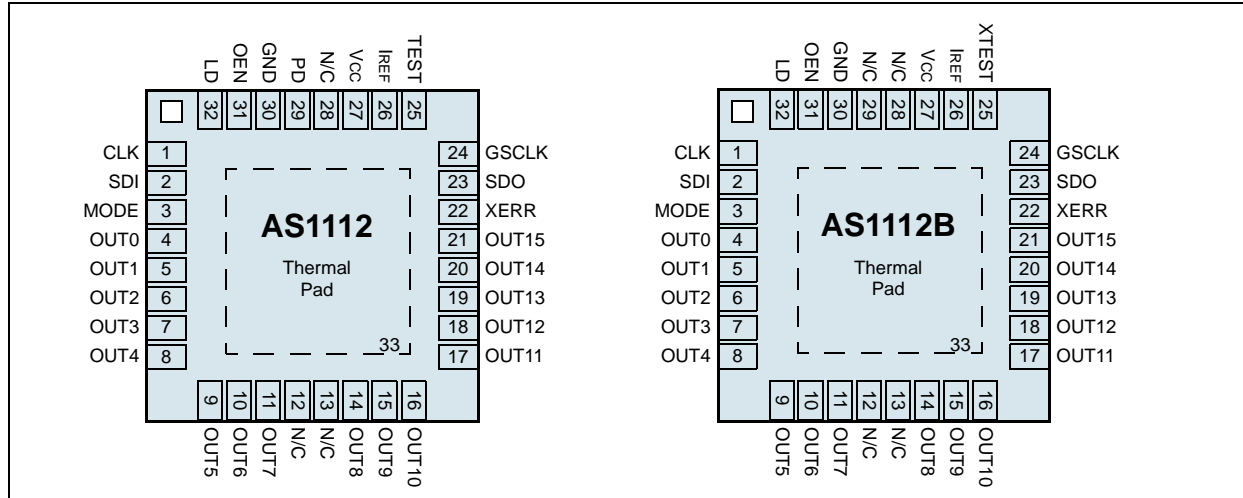 LD OEN GND PD N/C VCC IREF TEST
32 31 30 29 28 27 26 25
CLK 1
SDI 2
MODE 3
OUT0 4
OUT1 5
OUT2 6
OUT3 7
OUT4 8
AS1112
Thermal
Pad
33
24 GSCLK
23 SDO
22 XERR
21 OUT15
20 OUT14
19 OUT13
18 OUT12
17 OUT11
9 10 11 12 13 14 15 16
OUT5 OUT6 OUT7 N/C N/C OUT8 OUT9 OUT10
LD OEN GND N/C N/C VCC IREF XTEST
32 31 30 29 28 27 26 25
CLK 1
SDI 2
MODE 3
OUT0 4
OUT1 5
OUT2 6
OUT3 7
OUT4 8
AS1112B
Thermal
Pad
33
24 GSCLK
23 SDO
22 XERR
21 OUT15
20 OUT14
19 OUT13
18 OUT12
17 OUT11
9 10 11 12 13 14 15 16
OUT5 OUT6 OUT7 N/C N/C OUT8 OUT9 OUT10